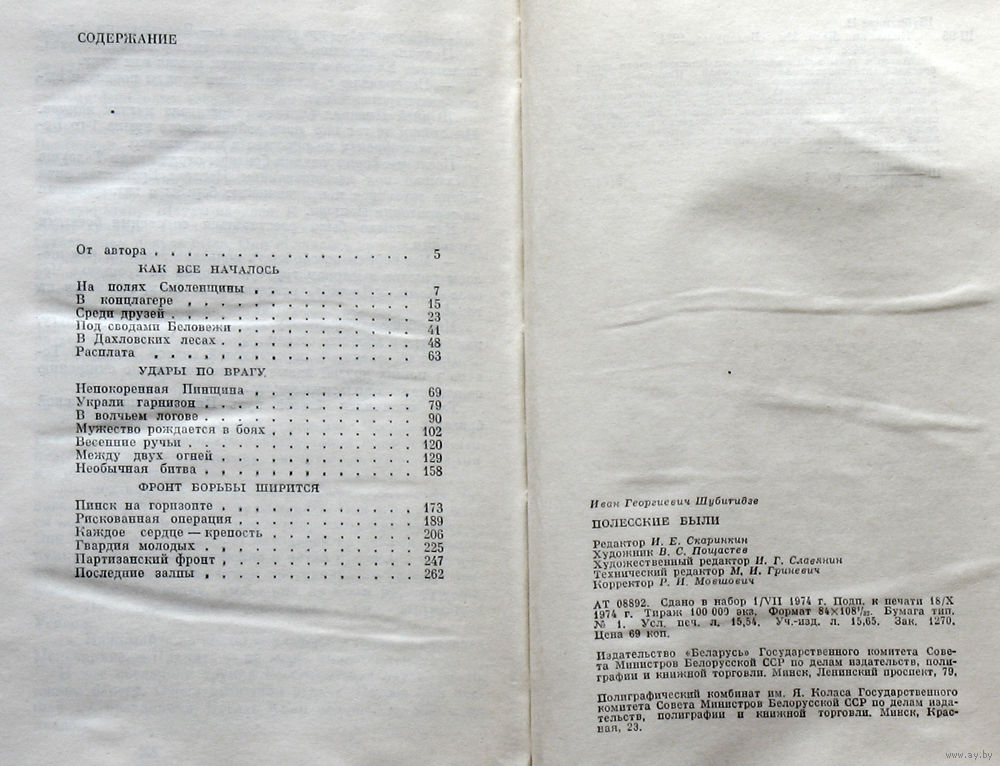 СОДЕРЖАНИЕ
От автора . . . . . . . . . . . . . . . . 5
КАК ВСЕ НАЧАЛОСЬ
На полях Смоленщины . . . . . . . . . . 7
В концлагере . . . . . . . . . . . . . . 15
Среди друзей . . . . . . . . . . . . . . 23
Под сводами Беловежи . . . . . . . . . . 41
В Дахловских лесах . . . . . . . . . . . 48
Расплата . . . . . . . . . . . . . . . . 63
УДАРЫ ПО ВРАГУ
Непокоренная Пинщина . . . . . . . . . . 69
Украли гарнизон . . . . . . . . . . . . 79
В волчьем логове . . . . . . . . . . . . 90
Мужество рождается в боях . . . . . . . . 102
Весенние ручьи . . . . . . . . . . . . . 120
Между двух огней . . . . . . . . . . . . 129
Необычная битва . . . . . . . . . . . . 158
ФРОНТ БОРЬБЫ ШИРИТСЯ
Пинск на горизонте . . . . . . . . . . . 173
Рискованная операция . . . . . . . . . . 189
Каждое сердце — крепость . . . . . . . . 206
Гвардия молодых . . . . . . . . . . . . 225
Партизанский фронт . . . . . . . . . . . 247
Последние залпы . . . . . . . . . . . . 262
Иван Георгиевич Шубитидзе
ПОЛЕССКИЕ БЫЛИ
Редактор И. Е. Скаринкин
Художник В. С. Пощастев
Художественный редактор И. Г. Славянин
Технический редактор М. И. Гриневич
Корректор Р. И. Мовшович
АТ 08892. Сдано в набор 1/VII 1974 г. Подп. к печати 18/X
1974 г. Тираж 100 000 экз. Формат 84×108¹/₃₂. Бумага тип.
№ 1. Усл. печ. л. 15,54. Уч.-изд. л. 15,65. Зак. 1270.
Цена 69 коп.
Издательство «Беларусь» Государственного комитета Сове-
та Министров Белорусской ССР по делам издательств, поли-
графии и книжной торговли. Минск, Ленинский проспект, 79.
Полиграфический комбинат им. Я. Коласа Государственного
комитета Совета Министров Белорусской ССР по делам изда-
тельств, полиграфии и книжной торговли. Минск, Крас-
ная, 23.
www.ay.by